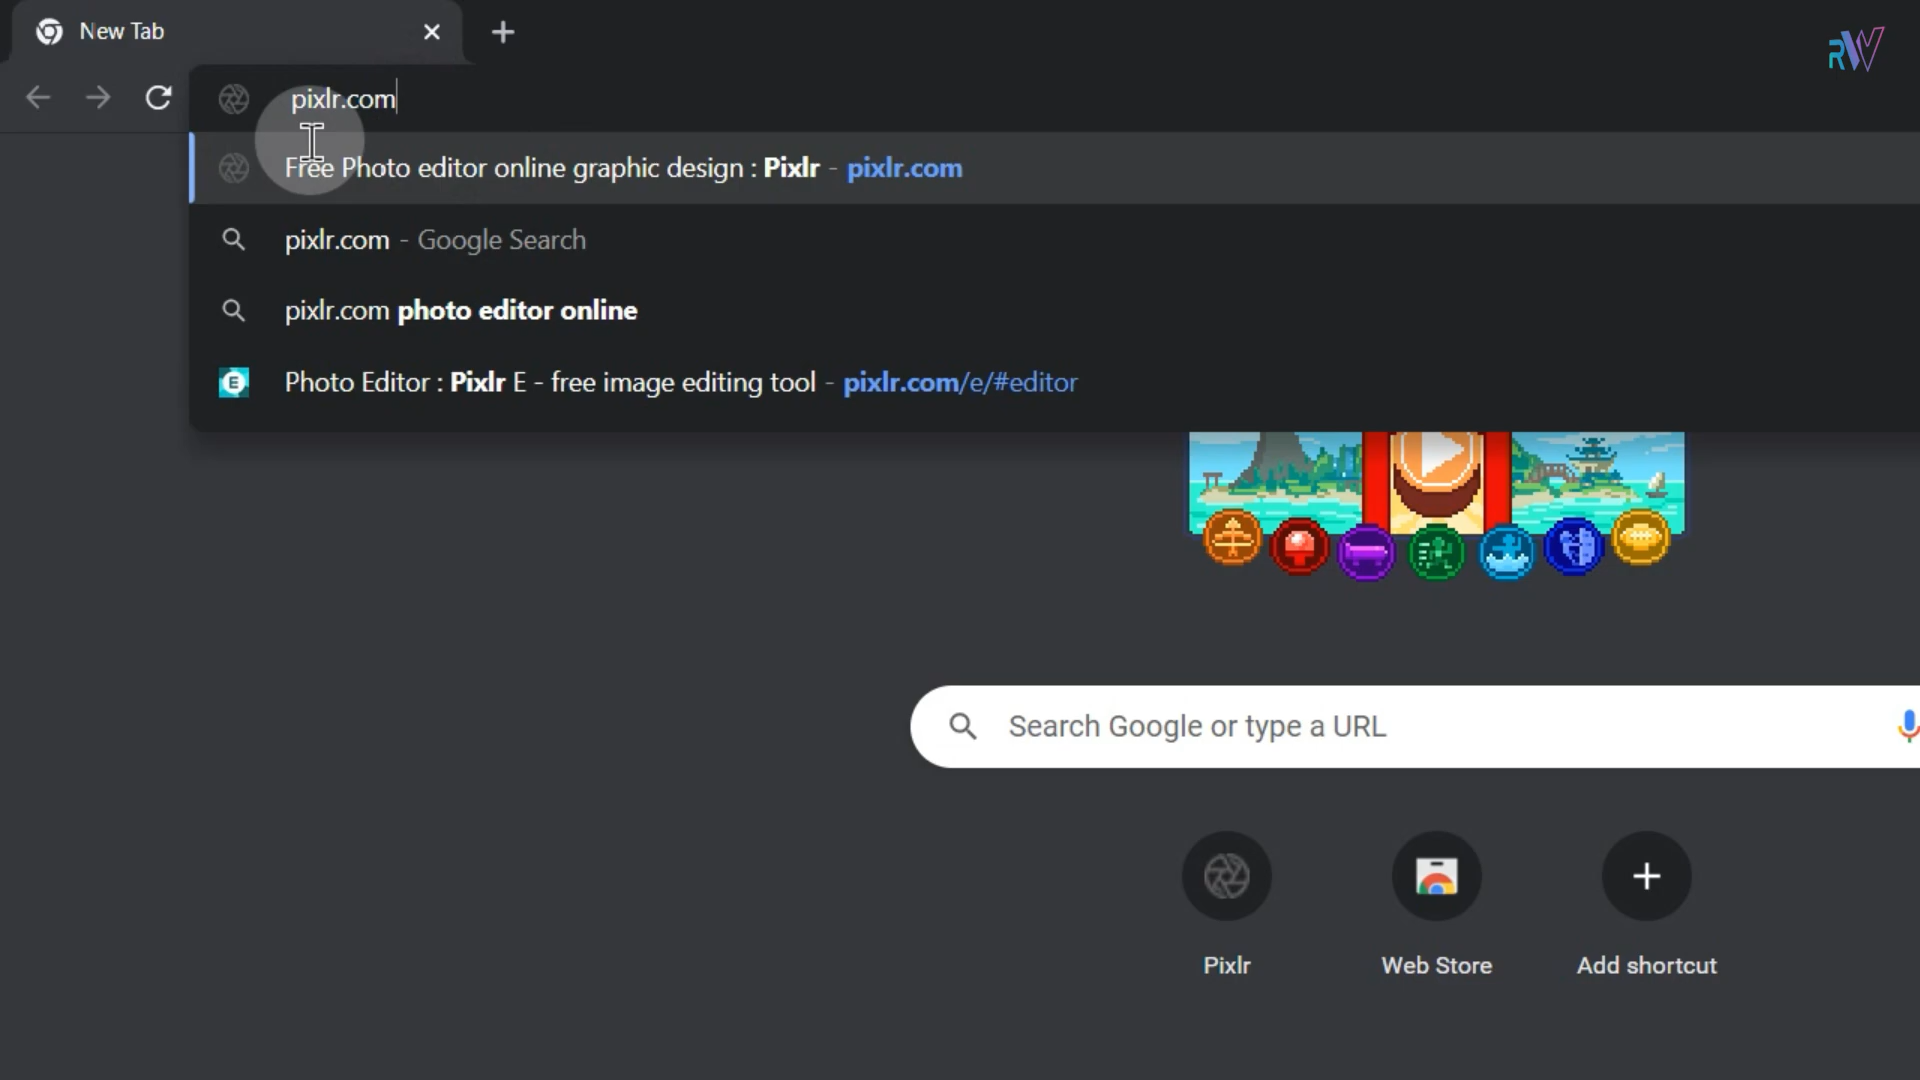 New Tab
RW
pixlr.com
Free Photo editor online graphic design : Pixlr - pixlr.com
pixlr.com - Google Search
pixlr.com photo editor online
E Photo Editor : Pixlr E - free image editing tool - pixlr.com/e/#editor
Search Google or type a URL
Pixlr Web Store Add shortcut